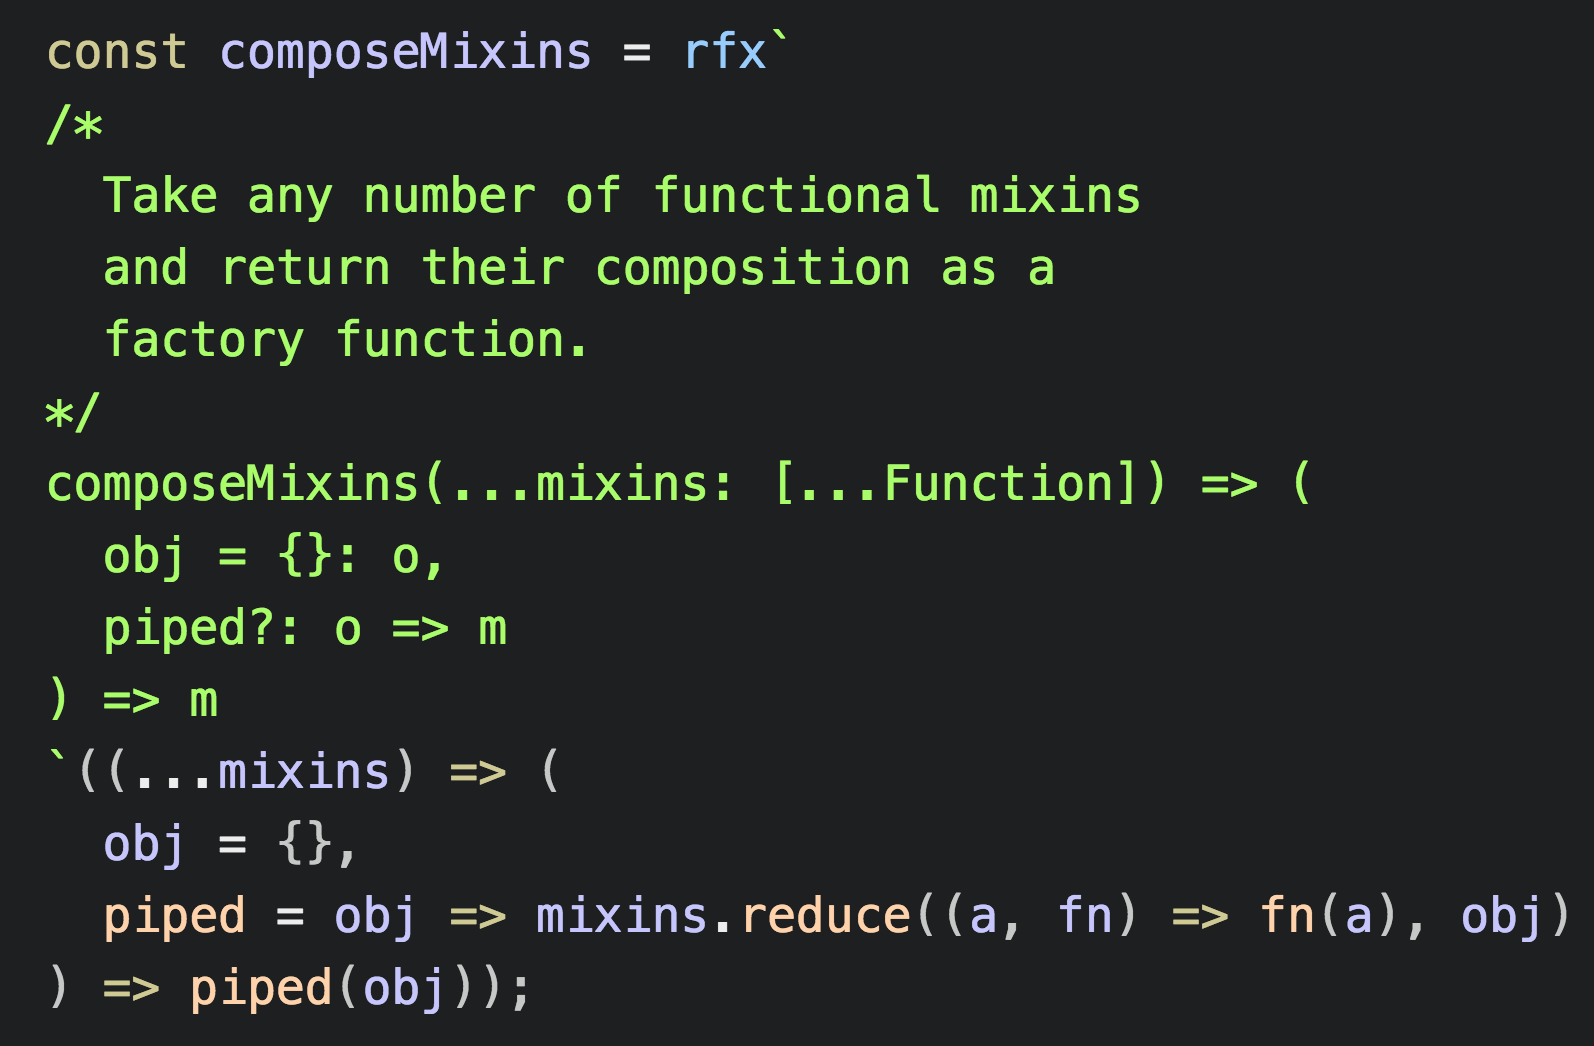 const composeMixins = rfx`
/*
  Take any number of functional mixins
  and return their composition as a
  factory function.
*/
composeMixins(...mixins: [...Function]) => (
  obj = {}: o,
  piped?: o => m
) => m
`((...mixins) => (
  obj = {},
  piped = obj => mixins.reduce((a, fn) => fn(a), obj)
) => piped(obj));